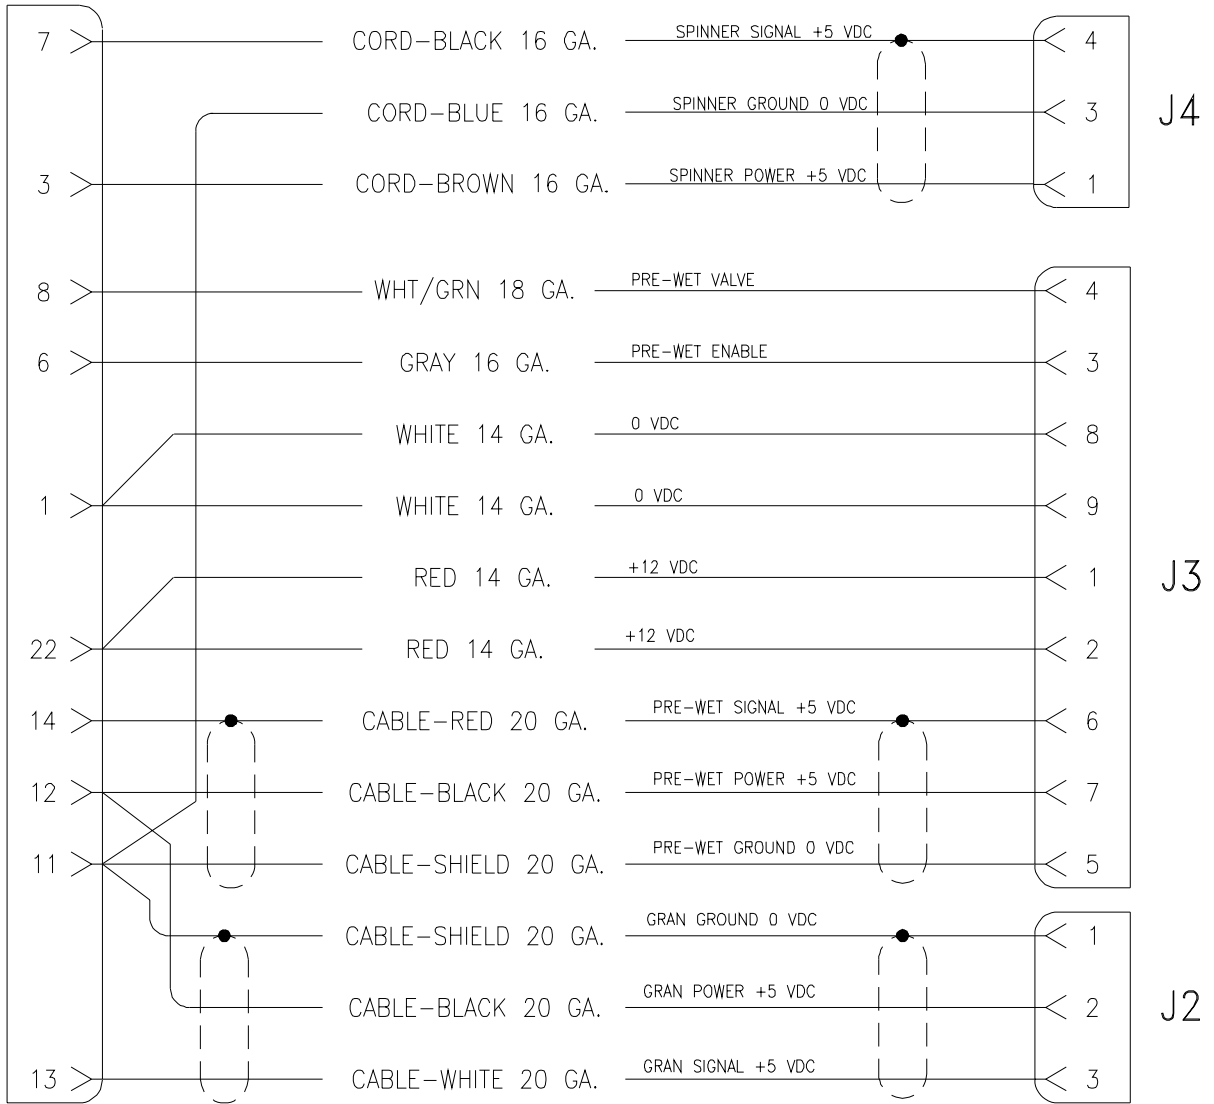 7 CORD-BLACK 16 GA. SPINNER SIGNAL +5 VDC 4
CORD-BLUE 16 GA. SPINNER GROUND 0 VDC 3
J4
3 CORD-BROWN 16 GA. SPINNER POWER +5 VDC 1
8 WHT/GRN 18 GA. PRE-WET VALVE 4
6 GRAY 16 GA. PRE-WET ENABLE 3
WHITE 14 GA. 0 VDC 8
1 WHITE 14 GA. 0 VDC 9
RED 14 GA. +12 VDC 1
J3
22 RED 14 GA. +12 VDC 2
14 CABLE-RED 20 GA. PRE-WET SIGNAL +5 VDC 6
12 CABLE-BLACK 20 GA. PRE-WET POWER +5 VDC 7
11 CABLE-SHIELD 20 GA. PRE-WET GROUND 0 VDC 5
CABLE-SHIELD 20 GA. GRAN GROUND 0 VDC 1
CABLE-BLACK 20 GA. GRAN POWER +5 VDC 2
J2
13 CABLE-WHITE 20 GA. GRAN SIGNAL +5 VDC 3